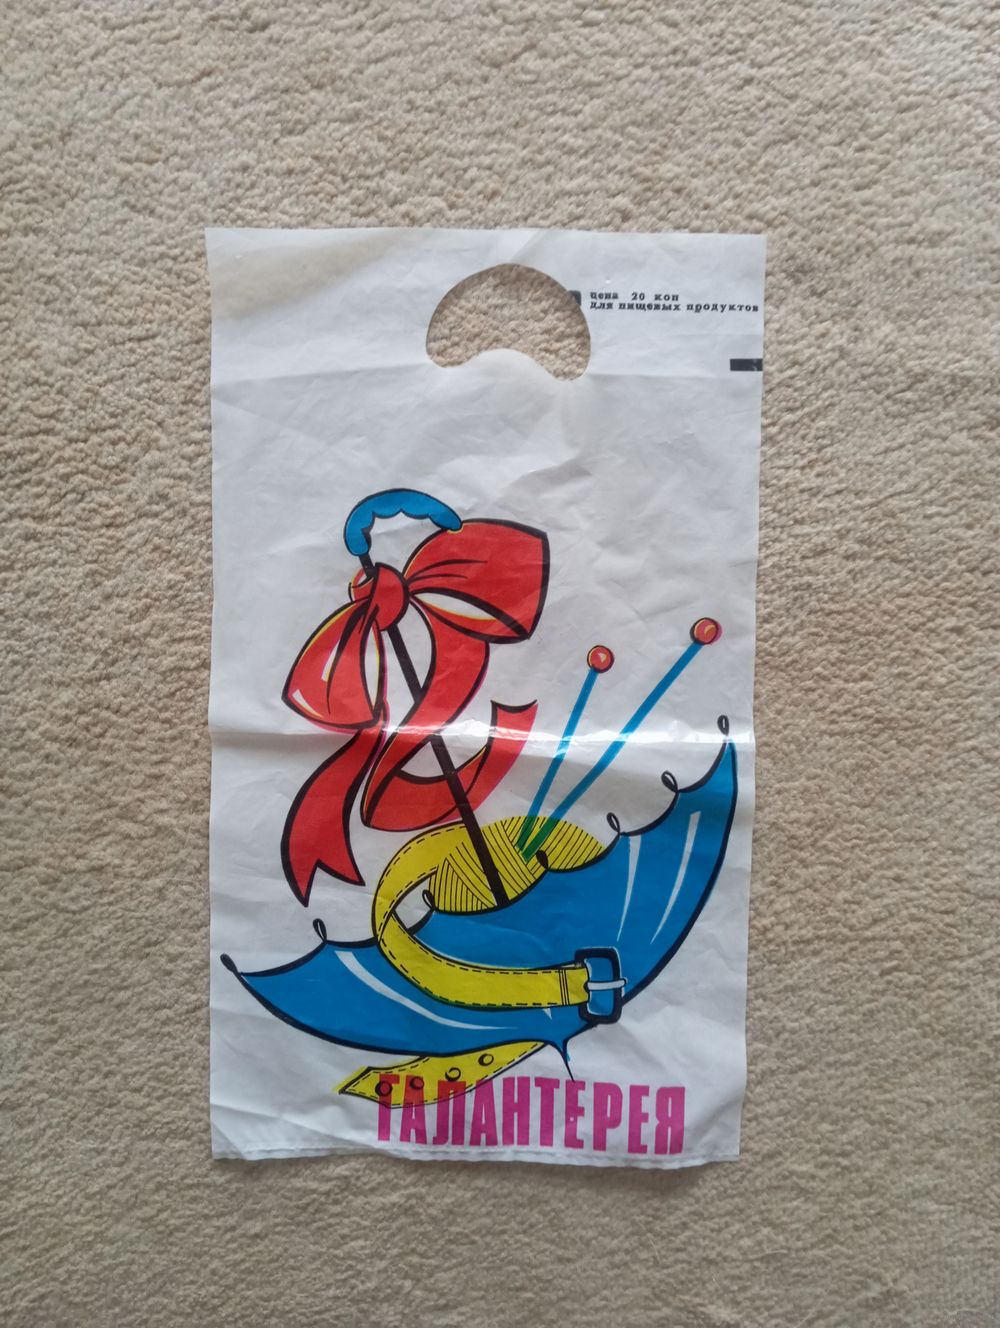 цена 20 коп
для пищевых продуктов
ГАЛАНТЕРЕЯ